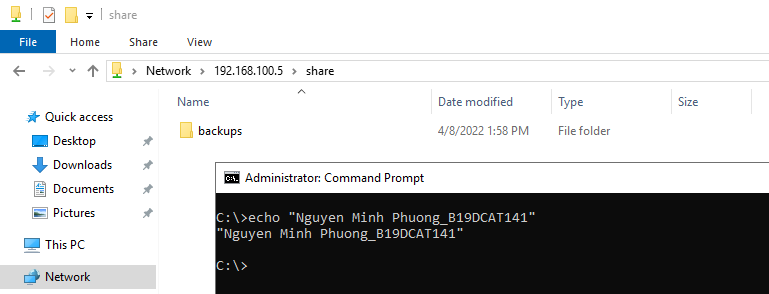 share
File Home Share View
Network 192.168.100.5 share
Name Date modified Type Size
Quick access
backups 4/8/2022 1:58 PM File folder
Desktop
Downloads
Documents
Pictures
This PC
Network
Administrator: Command Prompt
C:\>echo "Nguyen Minh Phuong_B19DCAT141"
"Nguyen Minh Phuong_B19DCAT141"
C:\>